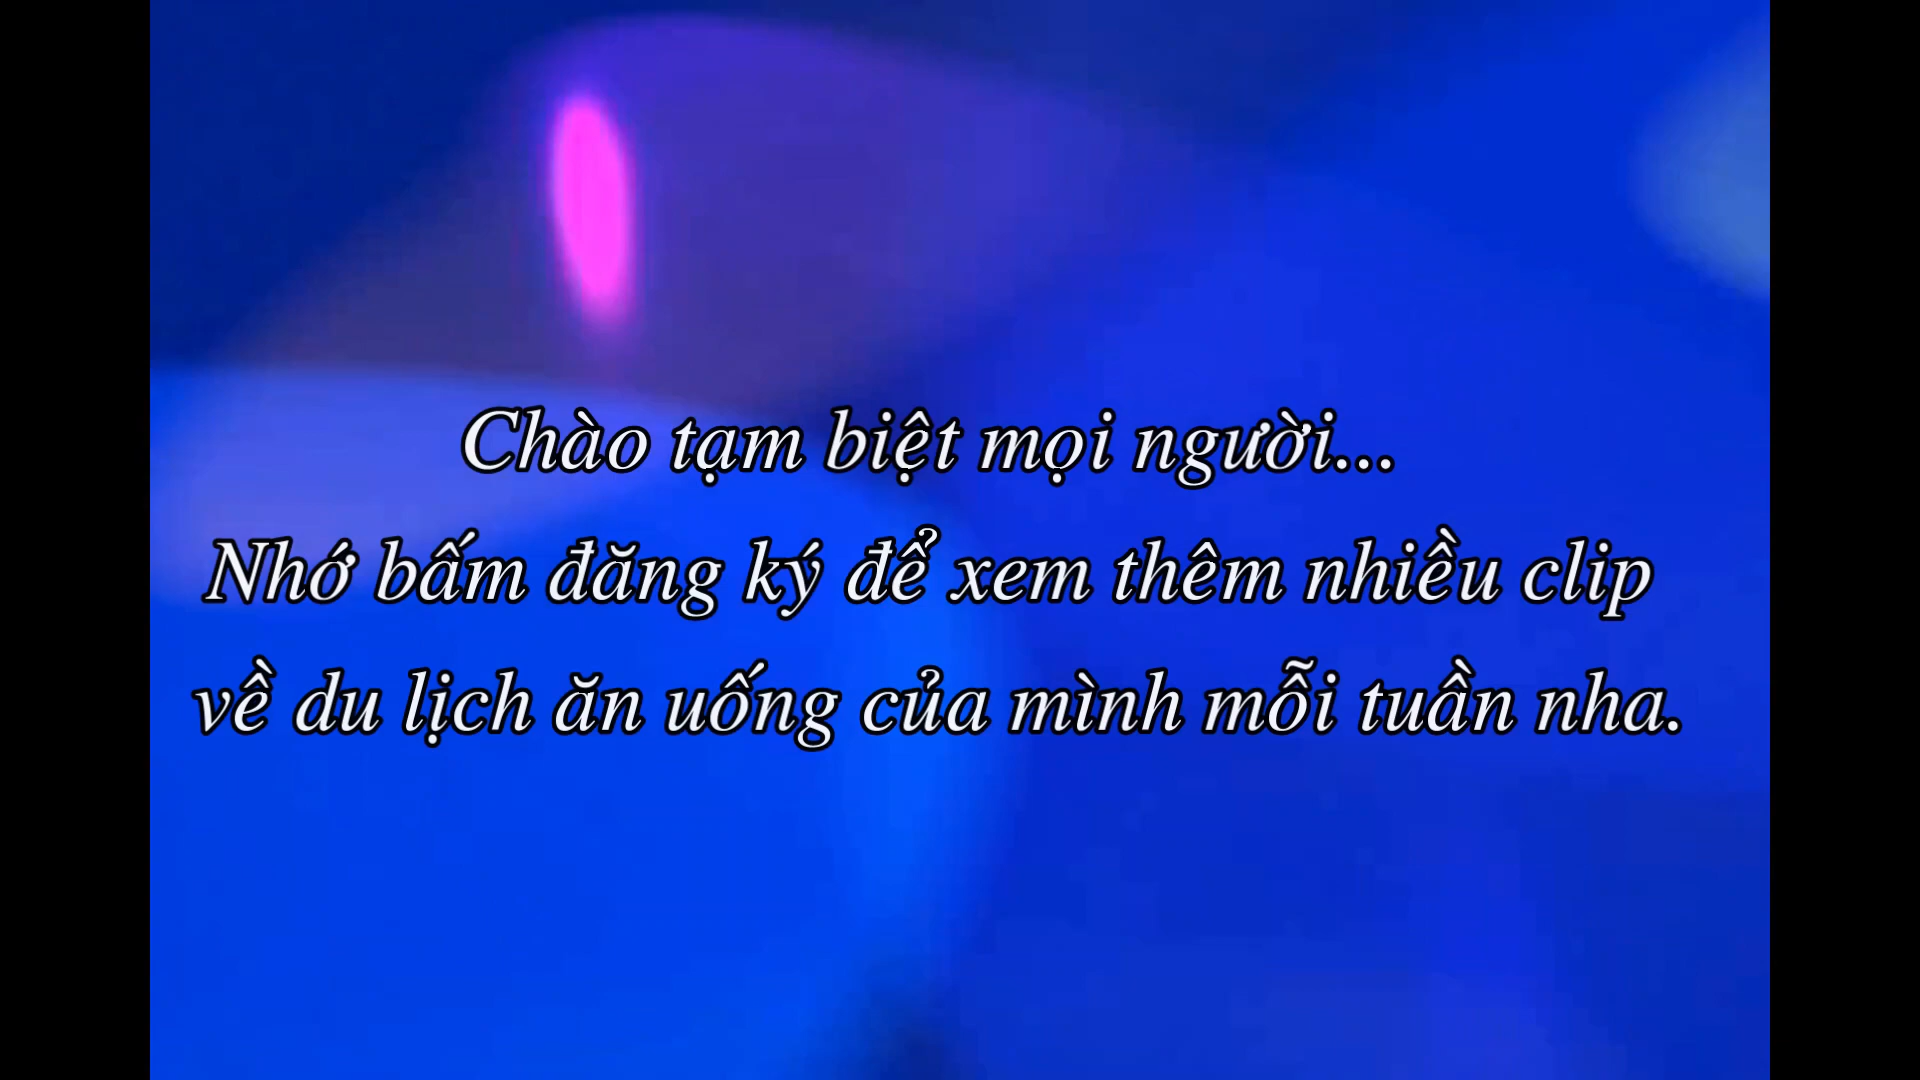 Chào tạm biệt mọi người...
Nhớ bấm đăng ký để xem thêm nhiều clip
về du lịch ăn uống của mình mỗi tuần nha.